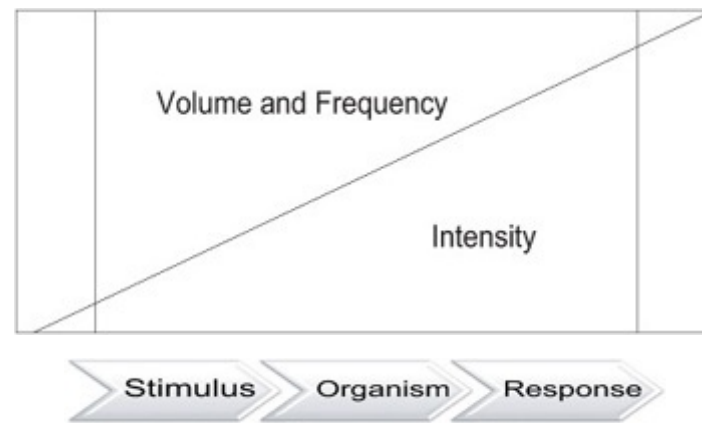 Volume and Frequency
Intensity
Stimulus Organism Response